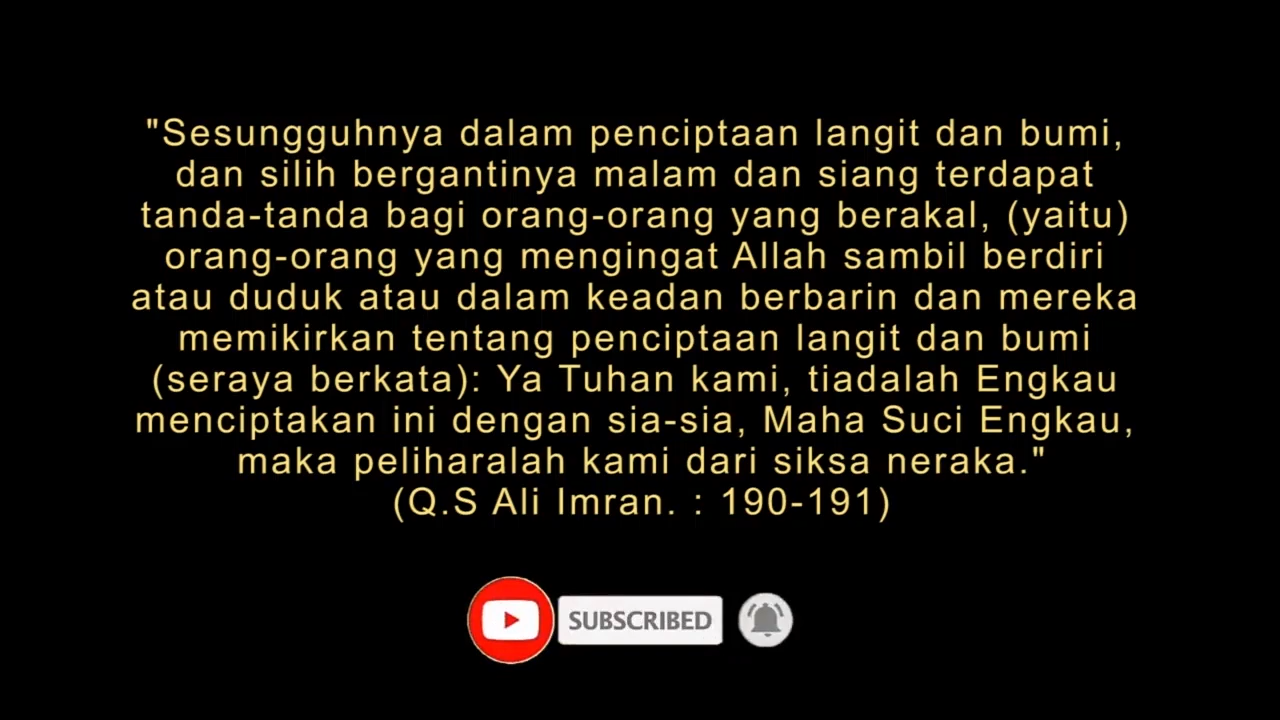 "Sesungguhnya dalam penciptaan langit dan bumi,
dan silih bergantinya malam dan siang terdapat
tanda-tanda bagi orang-orang yang berakal, (yaitu)
orang-orang yang mengingat Allah sambil berdiri
atau duduk atau dalam keadan berbarin dan mereka
memikirkan tentang penciptaan langit dan bumi
(seraya berkata): Ya Tuhan kami, tiadalah Engkau
menciptakan ini dengan sia-sia, Maha Suci Engkau,
maka peliharalah kami dari siksa neraka."
(Q.S Ali Imran. : 190-191)
SUBSCRIBED